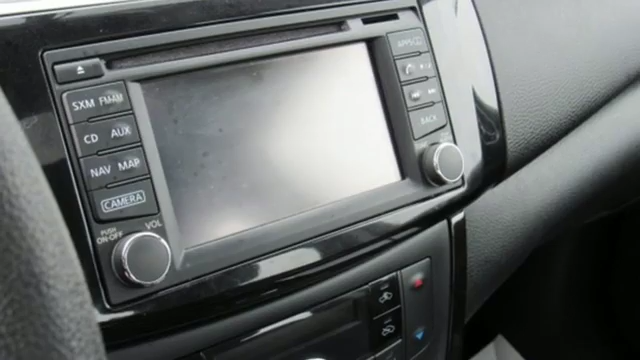 SXM FM·AM
CD AUX
NAV MAP
CAMERA
PUSH
ON·OFF
VOL
APPS
BACK